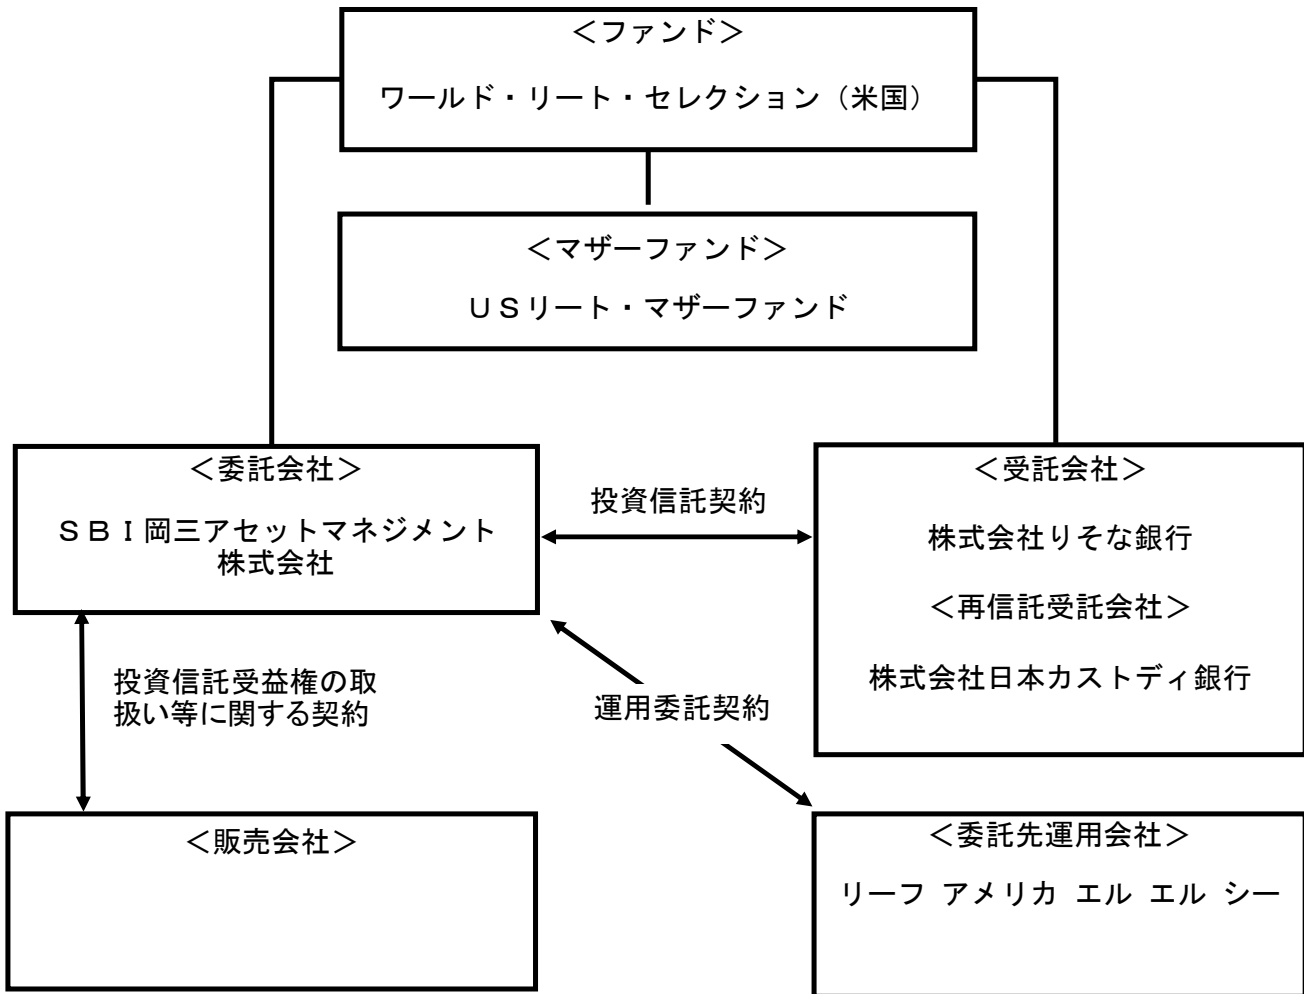 ＜ファンド＞
ワールド・リート・セレクション（米国）
＜マザーファンド＞
ＵＳリート・マザーファンド
＜委託会社＞
ＳＢＩ岡三アセットマネジメント
株式会社
投資信託契約
＜受託会社＞
株式会社りそな銀行
＜再信託受託会社＞
株式会社日本カストディ銀行
投資信託受益権の取
扱い等に関する契約
運用委託契約
＜販売会社＞
＜委託先運用会社＞
リーフ アメリカ エル エル シー